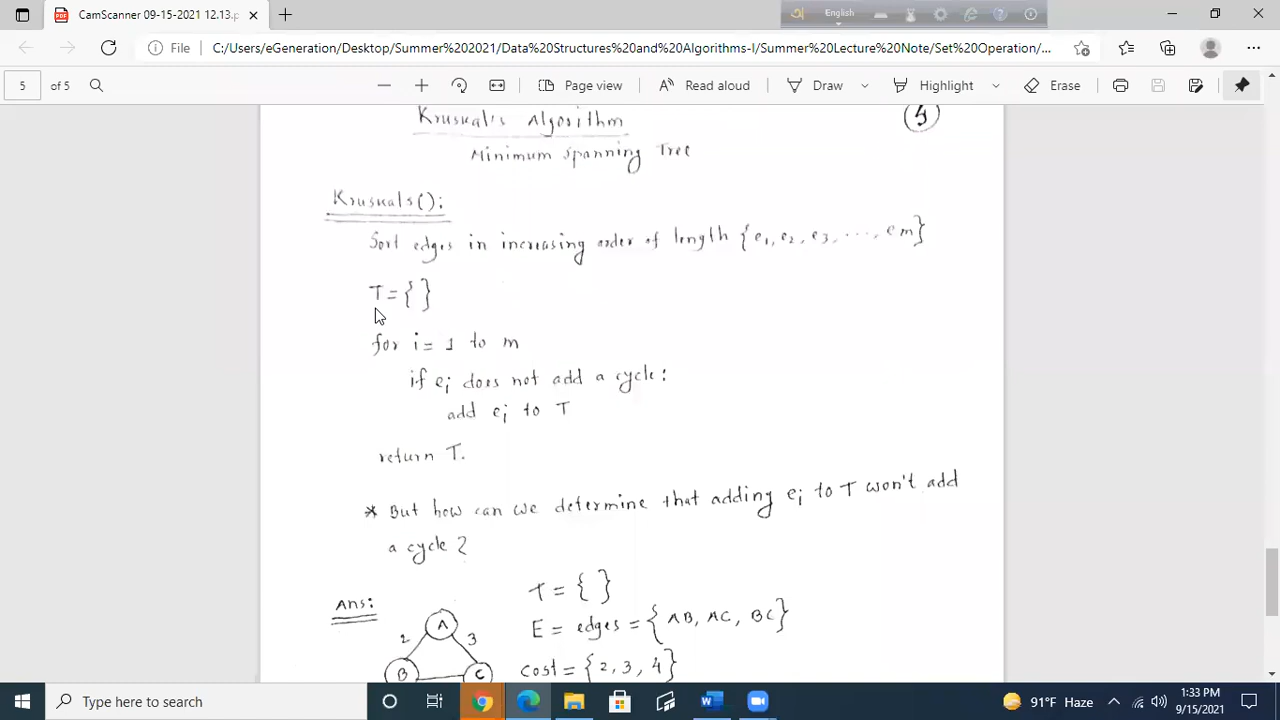 CamScanner 09-15-2021 12.13.p
English
File
C:/Users/eGeneration/Desktop/Summer%202021/Data%20Structures%20and%20Algorithms-I/Summer%20Lecture%20Note/Set%20Operation/...
5 of 5
Page view
Read aloud
Draw
Highlight
Erase
Kruskal's Algorithm
5
Minimum Spanning Tree
Kruskals():
Sort edges in increasing order of length {e1, e2, e3, ..., em}
T = { }
for i = 1 to m
if ei does not add a cycle:
add ei to T
return T.
* But how can we determine that adding ei to T won't add
a cycle ?
Ans:
T = { }
E = edges = {AB, AC, BC}
cost = {2, 3, 4}
A
2
3
B
C
Type here to search
91°F Haze
1:33 PM
9/15/2021